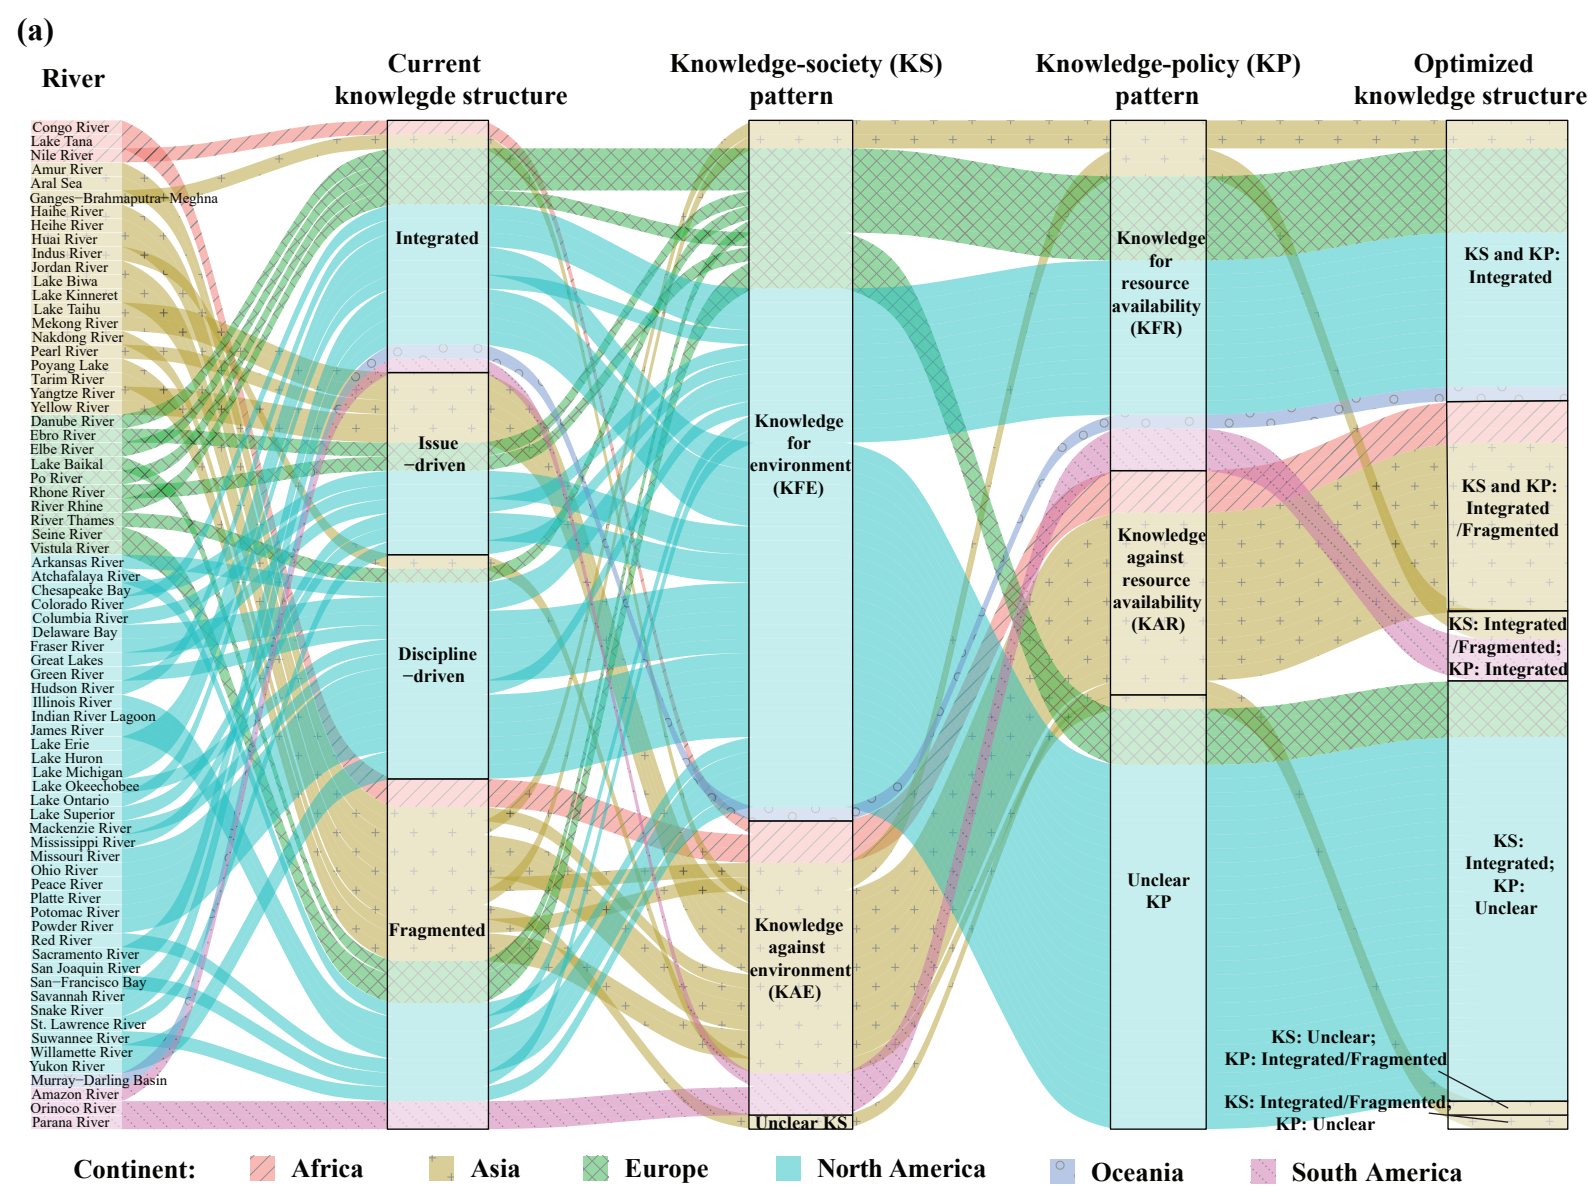 (a)
River
Current
knowlegde structure
Knowledge-society (KS)
pattern
Knowledge-policy (KP)
pattern
Optimized
knowledge structure
Congo River
Lake Tana
Nile River
Amur River
Aral Sea
Ganges−Brahmaputra−Meghna
Haihe River
Heihe River
Huai River
Indus River
Jordan River
Lake Biwa
Lake Kinneret
Lake Taihu
Mekong River
Nakdong River
Pearl River
Poyang Lake
Tarim River
Yangtze River
Yellow River
Danube River
Ebro River
Elbe River
Lake Baikal
Po River
Rhone River
River Rhine
River Thames
Seine River
Vistula River
Arkansas River
Atchafalaya River
Chesapeake Bay
Colorado River
Columbia River
Delaware Bay
Fraser River
Great Lakes
Green River
Hudson River
Illinois River
Indian River Lagoon
James River
Lake Erie
Lake Huron
Lake Michigan
Lake Okeechobee
Lake Ontario
Lake Superior
Mackenzie River
Mississippi River
Missouri River
Ohio River
Peace River
Platte River
Potomac River
Powder River
Red River
Sacramento River
San Joaquin River
San−Francisco Bay
Savannah River
Snake River
St. Lawrence River
Suwannee River
Willamette River
Yukon River
Murray−Darling Basin
Amazon River
Orinoco River
Parana River
Integrated
Issue
−driven
Discipline
−driven
Fragmented
Knowledge
for
environment
(KFE)
Knowledge
against
environment
(KAE)
Unclear KS
Knowledge
for
resource
availability
(KFR)
Knowledge
against
resource
availability
(KAR)
Unclear
KP
KS and KP:
Integrated
KS and KP:
Integrated
/Fragmented
KS: Integrated
/Fragmented;
KP: Integrated
KS:
Integrated;
KP:
Unclear
KS: Unclear;
KP: Integrated/Fragmented
KS: Integrated/Fragmented;
KP: Unclear
Continent:
Africa
Asia
Europe
North America
Oceania
South America